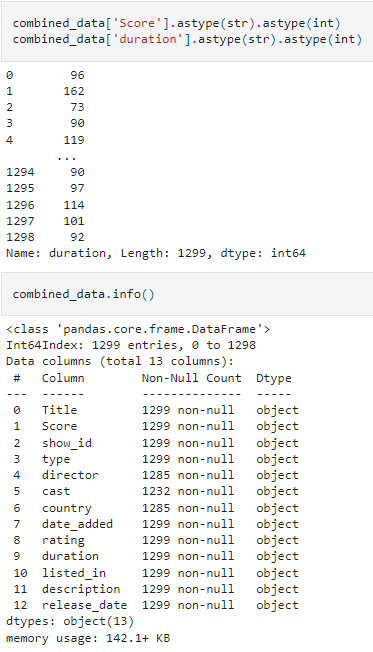 combined_data['Score'].astype(str).astype(int)
combined_data['duration'].astype(str).astype(int)
0 96
1 162
2 73
3 90
4 119
...
1294 90
1295 97
1296 114
1297 101
1298 92
Name: duration, Length: 1299, dtype: int64
combined_data.info()
<class 'pandas.core.frame.DataFrame'>
Int64Index: 1299 entries, 0 to 1298
Data columns (total 13 columns):
# Column Non-Null Count Dtype
--- ------ -------------- -----
0 Title 1299 non-null object
1 Score 1299 non-null object
2 show_id 1299 non-null object
3 type 1299 non-null object
4 director 1285 non-null object
5 cast 1232 non-null object
6 country 1285 non-null object
7 date_added 1299 non-null object
8 rating 1299 non-null object
9 duration 1299 non-null object
10 listed_in 1299 non-null object
11 description 1299 non-null object
12 release_date 1299 non-null object
dtypes: object(13)
memory usage: 142.1+ KB